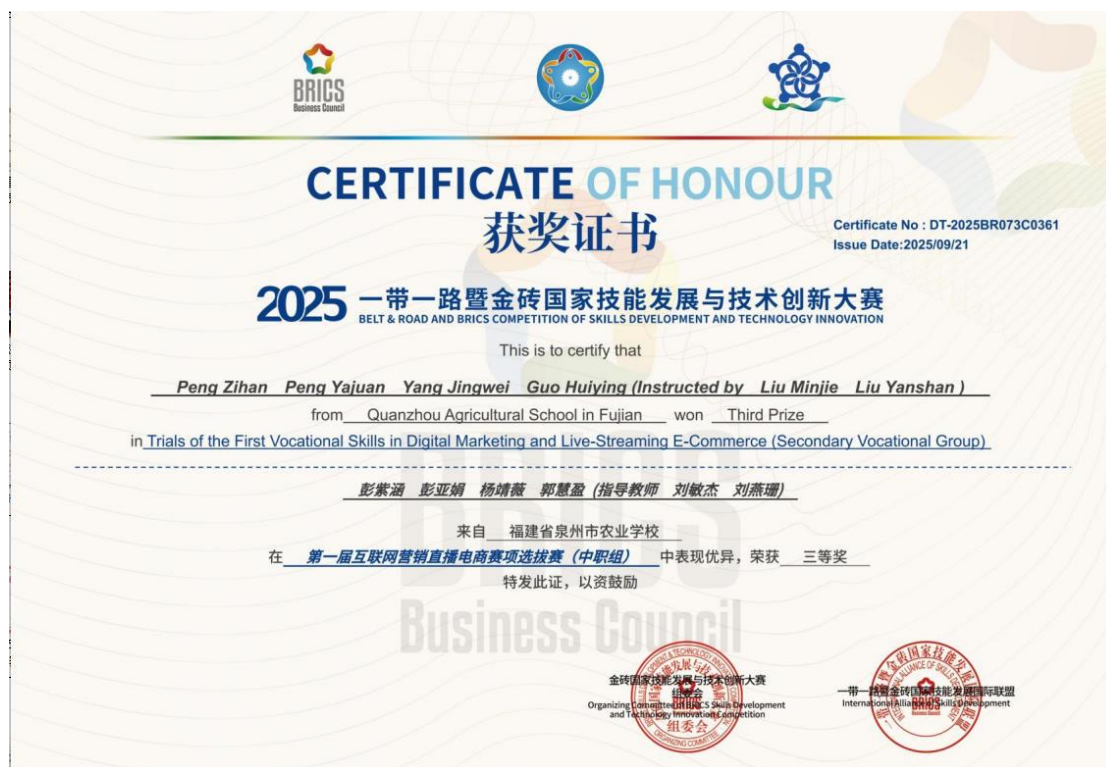 BRICS
Business Council
CERTIFICATE OF HONOUR
获奖证书
Certificate No : DT-2025BR073C0361
Issue Date:2025/09/21
2025 一带一路暨金砖国家技能发展与技术创新大赛
BELT & ROAD AND BRICS COMPETITION OF SKILLS DEVELOPMENT AND TECHNOLOGY INNOVATION
This is to certify that
Peng Zihan Peng Yajuan Yang Jingwei Guo Huiying (Instructed by Liu Minjie Liu Yanshan )
from Quanzhou Agricultural School in Fujian won Third Prize
in Trials of the First Vocational Skills in Digital Marketing and Live-Streaming E-Commerce (Secondary Vocational Group)
彭紫涵 彭亚娟 杨靖薇 郭慧盈 (指导教师 刘敏杰 刘燕珊)
来自 福建省泉州市农业学校
在 第一届互联网营销直播电商赛项选拔赛（中职组） 中表现优异，荣获 三等奖
特发此证，以资鼓励
BRICS
Business Council
金砖国家技能发展与技术创新大赛
组委会
Organizing Committee of BRICS Skills Development
and Technology Innovation Competition
组委会
ORGANIZING COMMITTEE
一带一路暨金砖国家技能发展国际联盟
International Alliance of Skills Development
BRICS